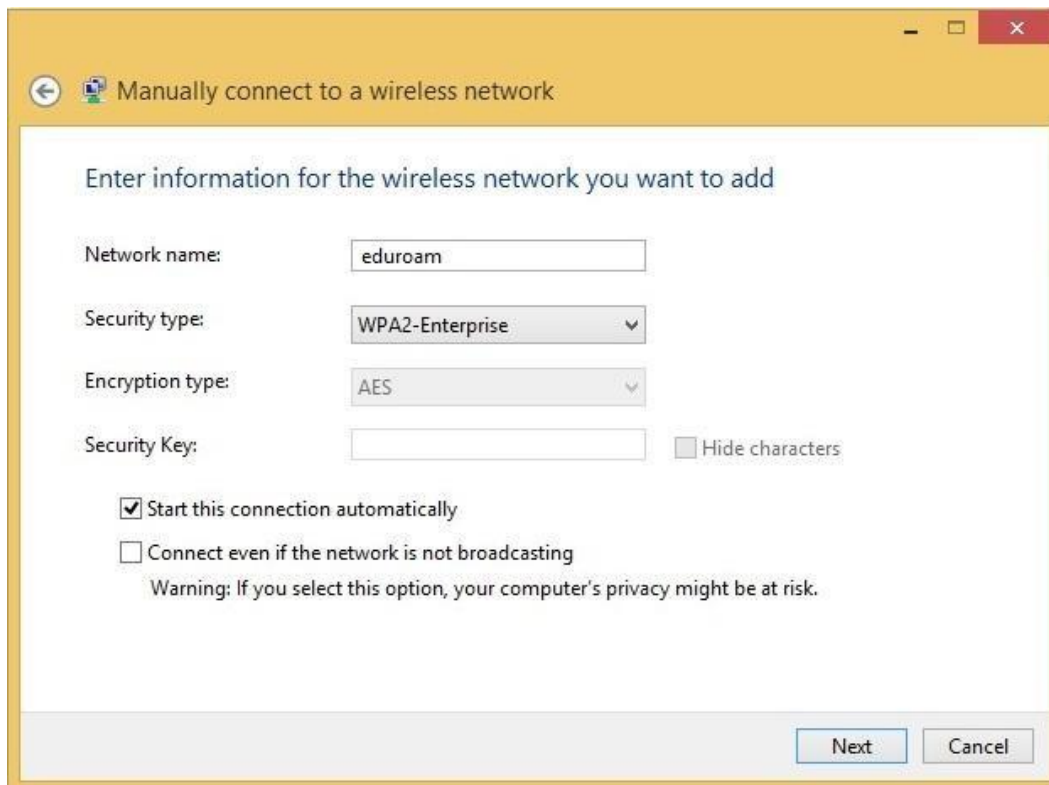 Manually connect to a wireless network
Enter information for the wireless network you want to add
Network name: eduroam
Security type: WPA2-Enterprise
Encryption type: AES
Security Key: Hide characters
Start this connection automatically
Connect even if the network is not broadcasting
Warning: If you select this option, your computer's privacy might be at risk.
Next Cancel